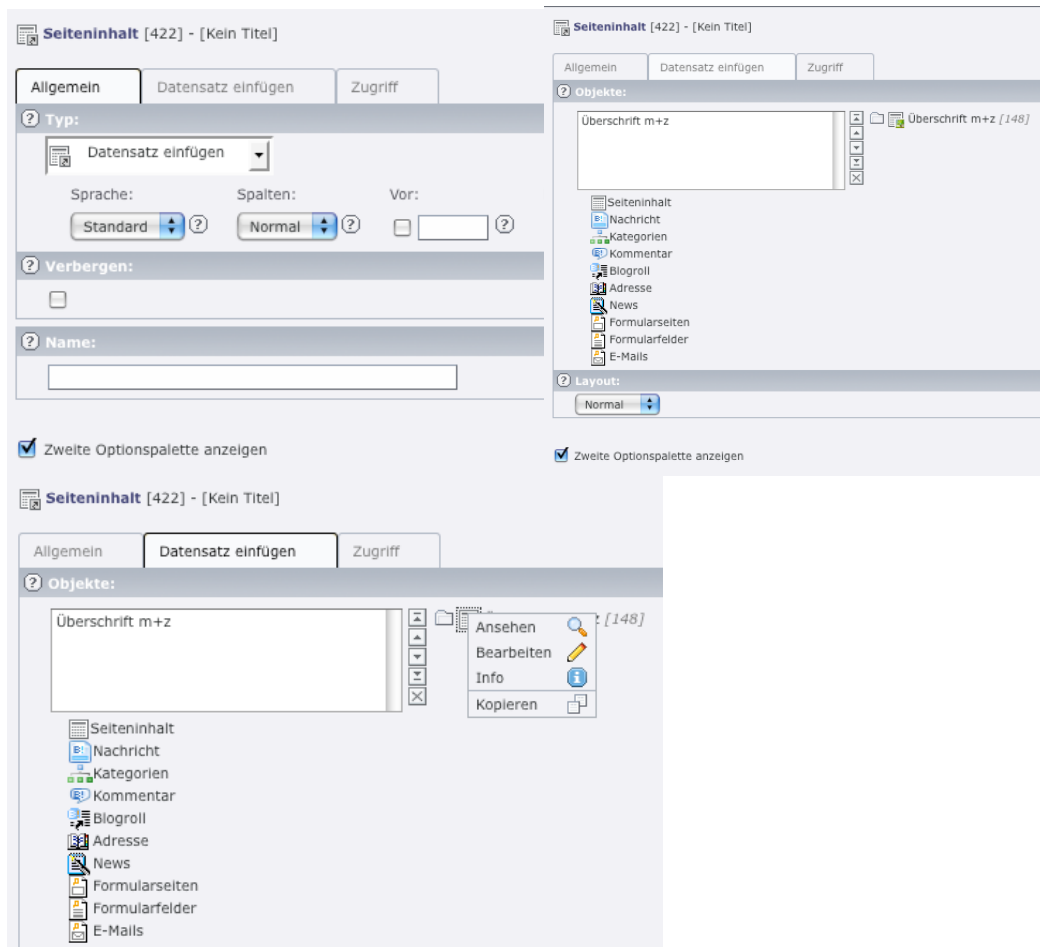 Seiteninhalt [422] - [Kein Titel]
Allgemein Datensatz einfügen Zugriff
Typ:
Datensatz einfügen
Sprache: Spalten: Vor:
Standard Normal
Verbergen:
Name:
Zweite Optionspalette anzeigen
Seiteninhalt [422] - [Kein Titel]
Allgemein Datensatz einfügen Zugriff
Objekte:
Überschrift m+z Überschrift m+z [148]
Seiteninhalt
Nachricht
Kategorien
Kommentar
Blogroll
Adresse
News
Formularseiten
Formularfelder
E-Mails
Layout:
Normal
Zweite Optionspalette anzeigen
Seiteninhalt [422] - [Kein Titel]
Allgemein Datensatz einfügen Zugriff
Objekte:
Überschrift m+z z [148]
Ansehen
Bearbeiten
Info
Kopieren
Seiteninhalt
Nachricht
Kategorien
Kommentar
Blogroll
Adresse
News
Formularseiten
Formularfelder
E-Mails